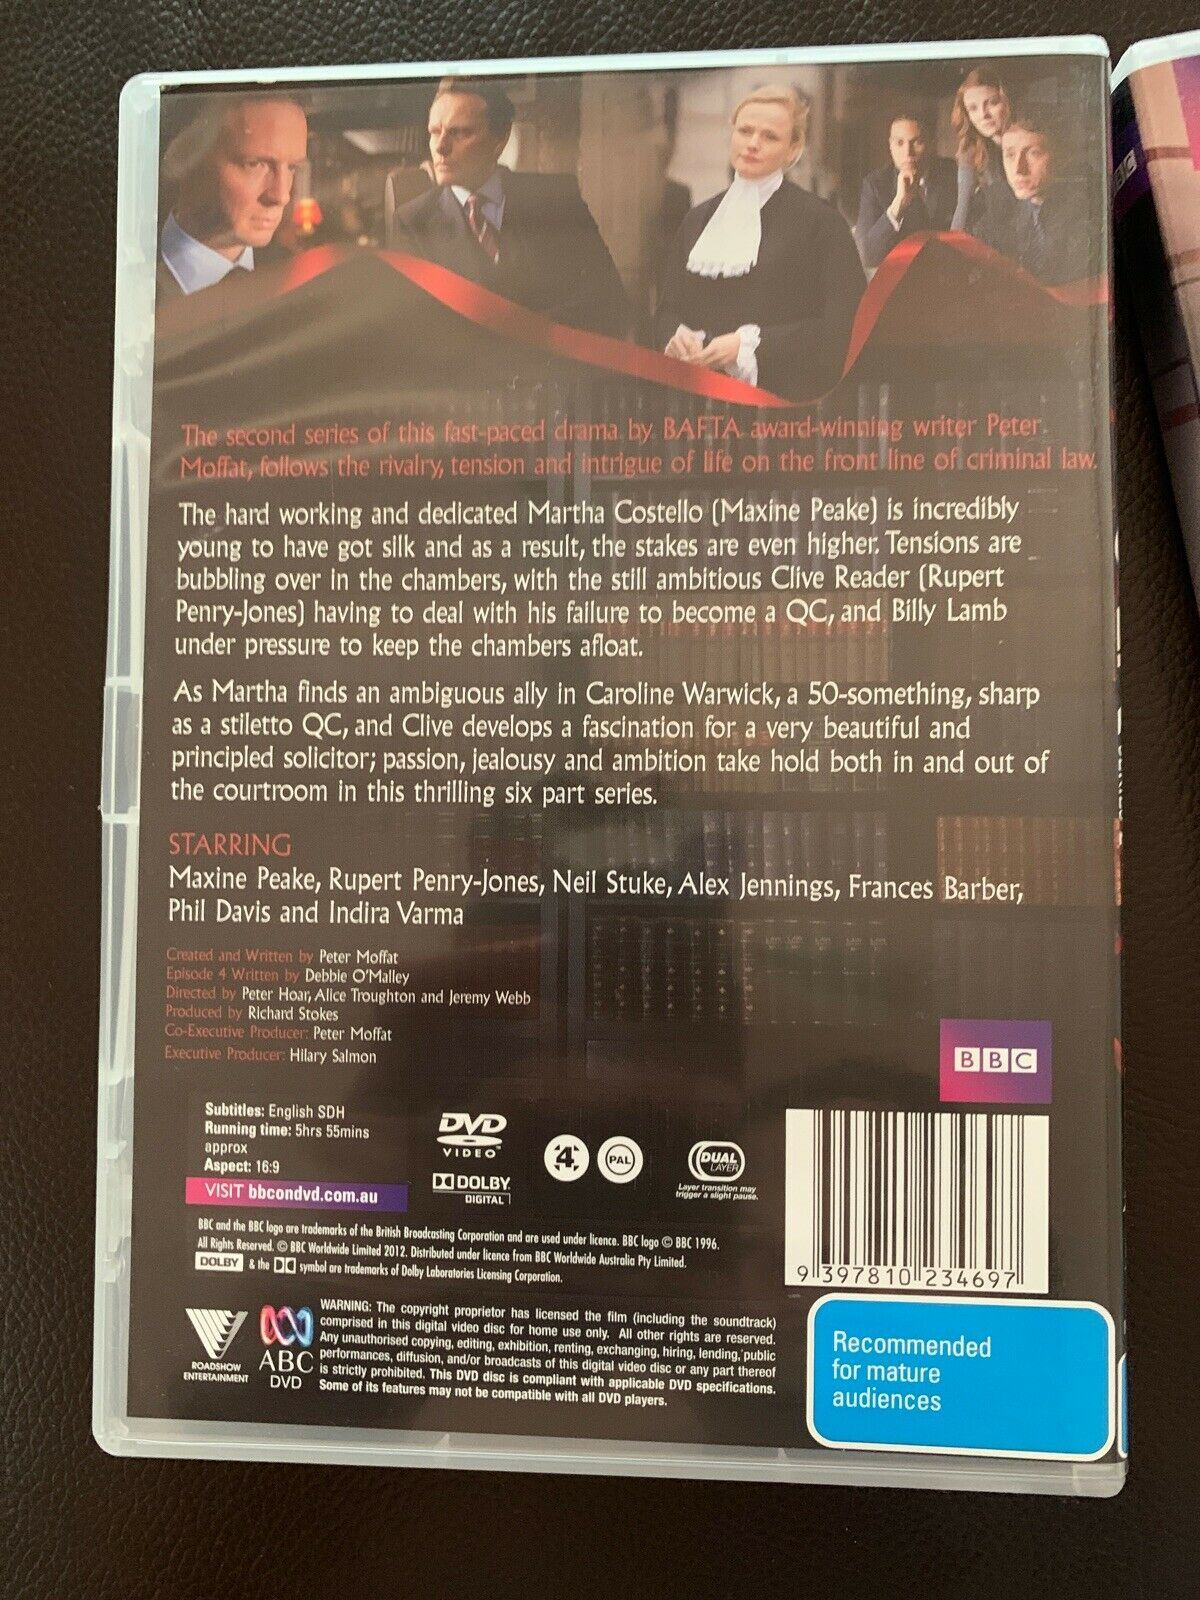 The second series of this fast-paced drama by BAFTA award-winning writer Peter
Moffat, follows the rivalry, tension and intrigue of life on the front line of criminal law.
The hard working and dedicated Martha Costello (Maxine Peake) is incredibly
young to have got silk and as a result, the stakes are even higher. Tensions are
bubbling over in the chambers, with the still ambitious Clive Reader (Rupert
Penry-Jones) having to deal with his failure to become a QC, and Billy Lamb
under pressure to keep the chambers afloat.
As Martha finds an ambiguous ally in Caroline Warwick, a 50-something, sharp
as a stiletto QC, and Clive develops a fascination for a very beautiful and
principled solicitor; passion, jealousy and ambition take hold both in and out of
the courtroom in this thrilling six part series.
STARRING
Maxine Peake, Rupert Penry-Jones, Neil Stuke, Alex Jennings, Frances Barber,
Phil Davis and Indira Varma
Created and Written by Peter Moffat
Episode 4 Written by Debbie O'Malley
Directed by Peter Hoar, Alice Troughton and Jeremy Webb
Produced by Richard Stokes
Co-Executive Producer: Peter Moffat
Executive Producer: Hilary Salmon
BBC
Subtitles: English SDH
Running time: 5hrs 55mins
approx
Aspect: 16:9
VISIT bbcondvd.com.au
DVD
VIDEO
DOLBY
DIGITAL
4
PAL
DUAL
LAYER
Layer transition may
trigger a slight pause.
BBC and the BBC logo are trademarks of the British Broadcasting Corporation and are used under licence. BBC logo © BBC 1996.
All Rights Reserved. © BBC Worldwide Limited 2012. Distributed under licence from BBC Worldwide Australia Pty Limited.
DOLBY & the symbol are trademarks of Dolby Laboratories Licensing Corporation.
9 397810 234697
ROADSHOW
ENTERTAINMENT
ABC
DVD
WARNING: The copyright proprietor has licensed the film (including the soundtrack)
comprised in this digital video disc for home use only. All other rights are reserved.
Any unauthorised copying, editing, exhibition, renting, exchanging, hiring, lending, public
performances, diffusion, and/or broadcasts of this digital video disc or any part thereof
is strictly prohibited. This DVD disc is compliant with applicable DVD specifications.
Some of its features may not be compatible with all DVD players.
Recommended
for mature
audiences
BBC